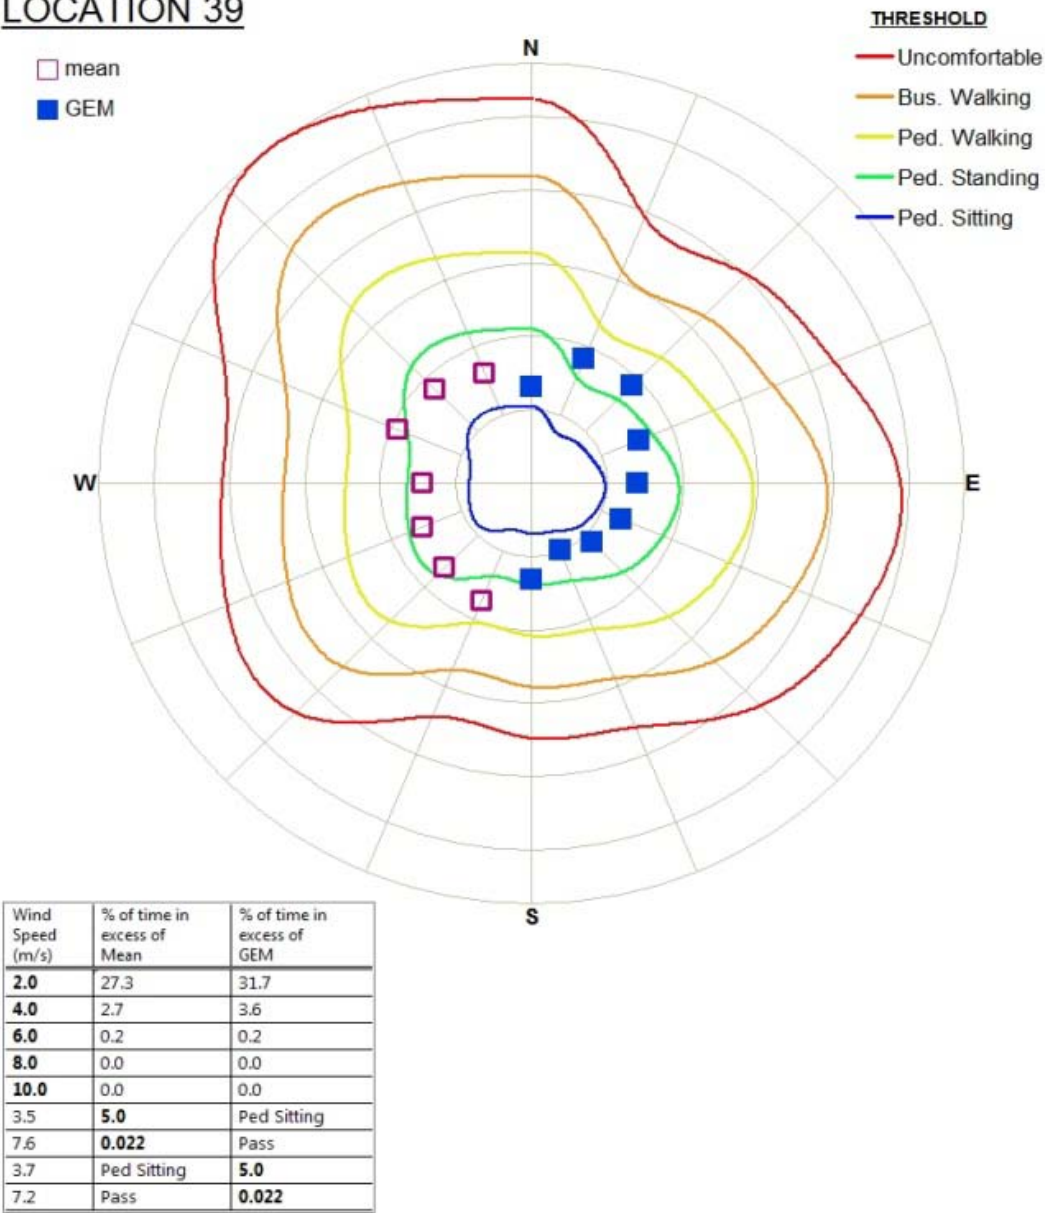 LOCATION 39
mean
GEM
THRESHOLD
Uncomfortable
Bus. Walking
Ped. Walking
Ped. Standing
Ped. Sitting
N
W
E
S
Wind Speed (m/s) % of time in excess of Mean % of time in excess of GEM
2.0 27.3 31.7
4.0 2.7 3.6
6.0 0.2 0.2
8.0 0.0 0.0
10.0 0.0 0.0
3.5 5.0 Ped Sitting
7.6 0.022 Pass
3.7 Ped Sitting 5.0
7.2 Pass 0.022